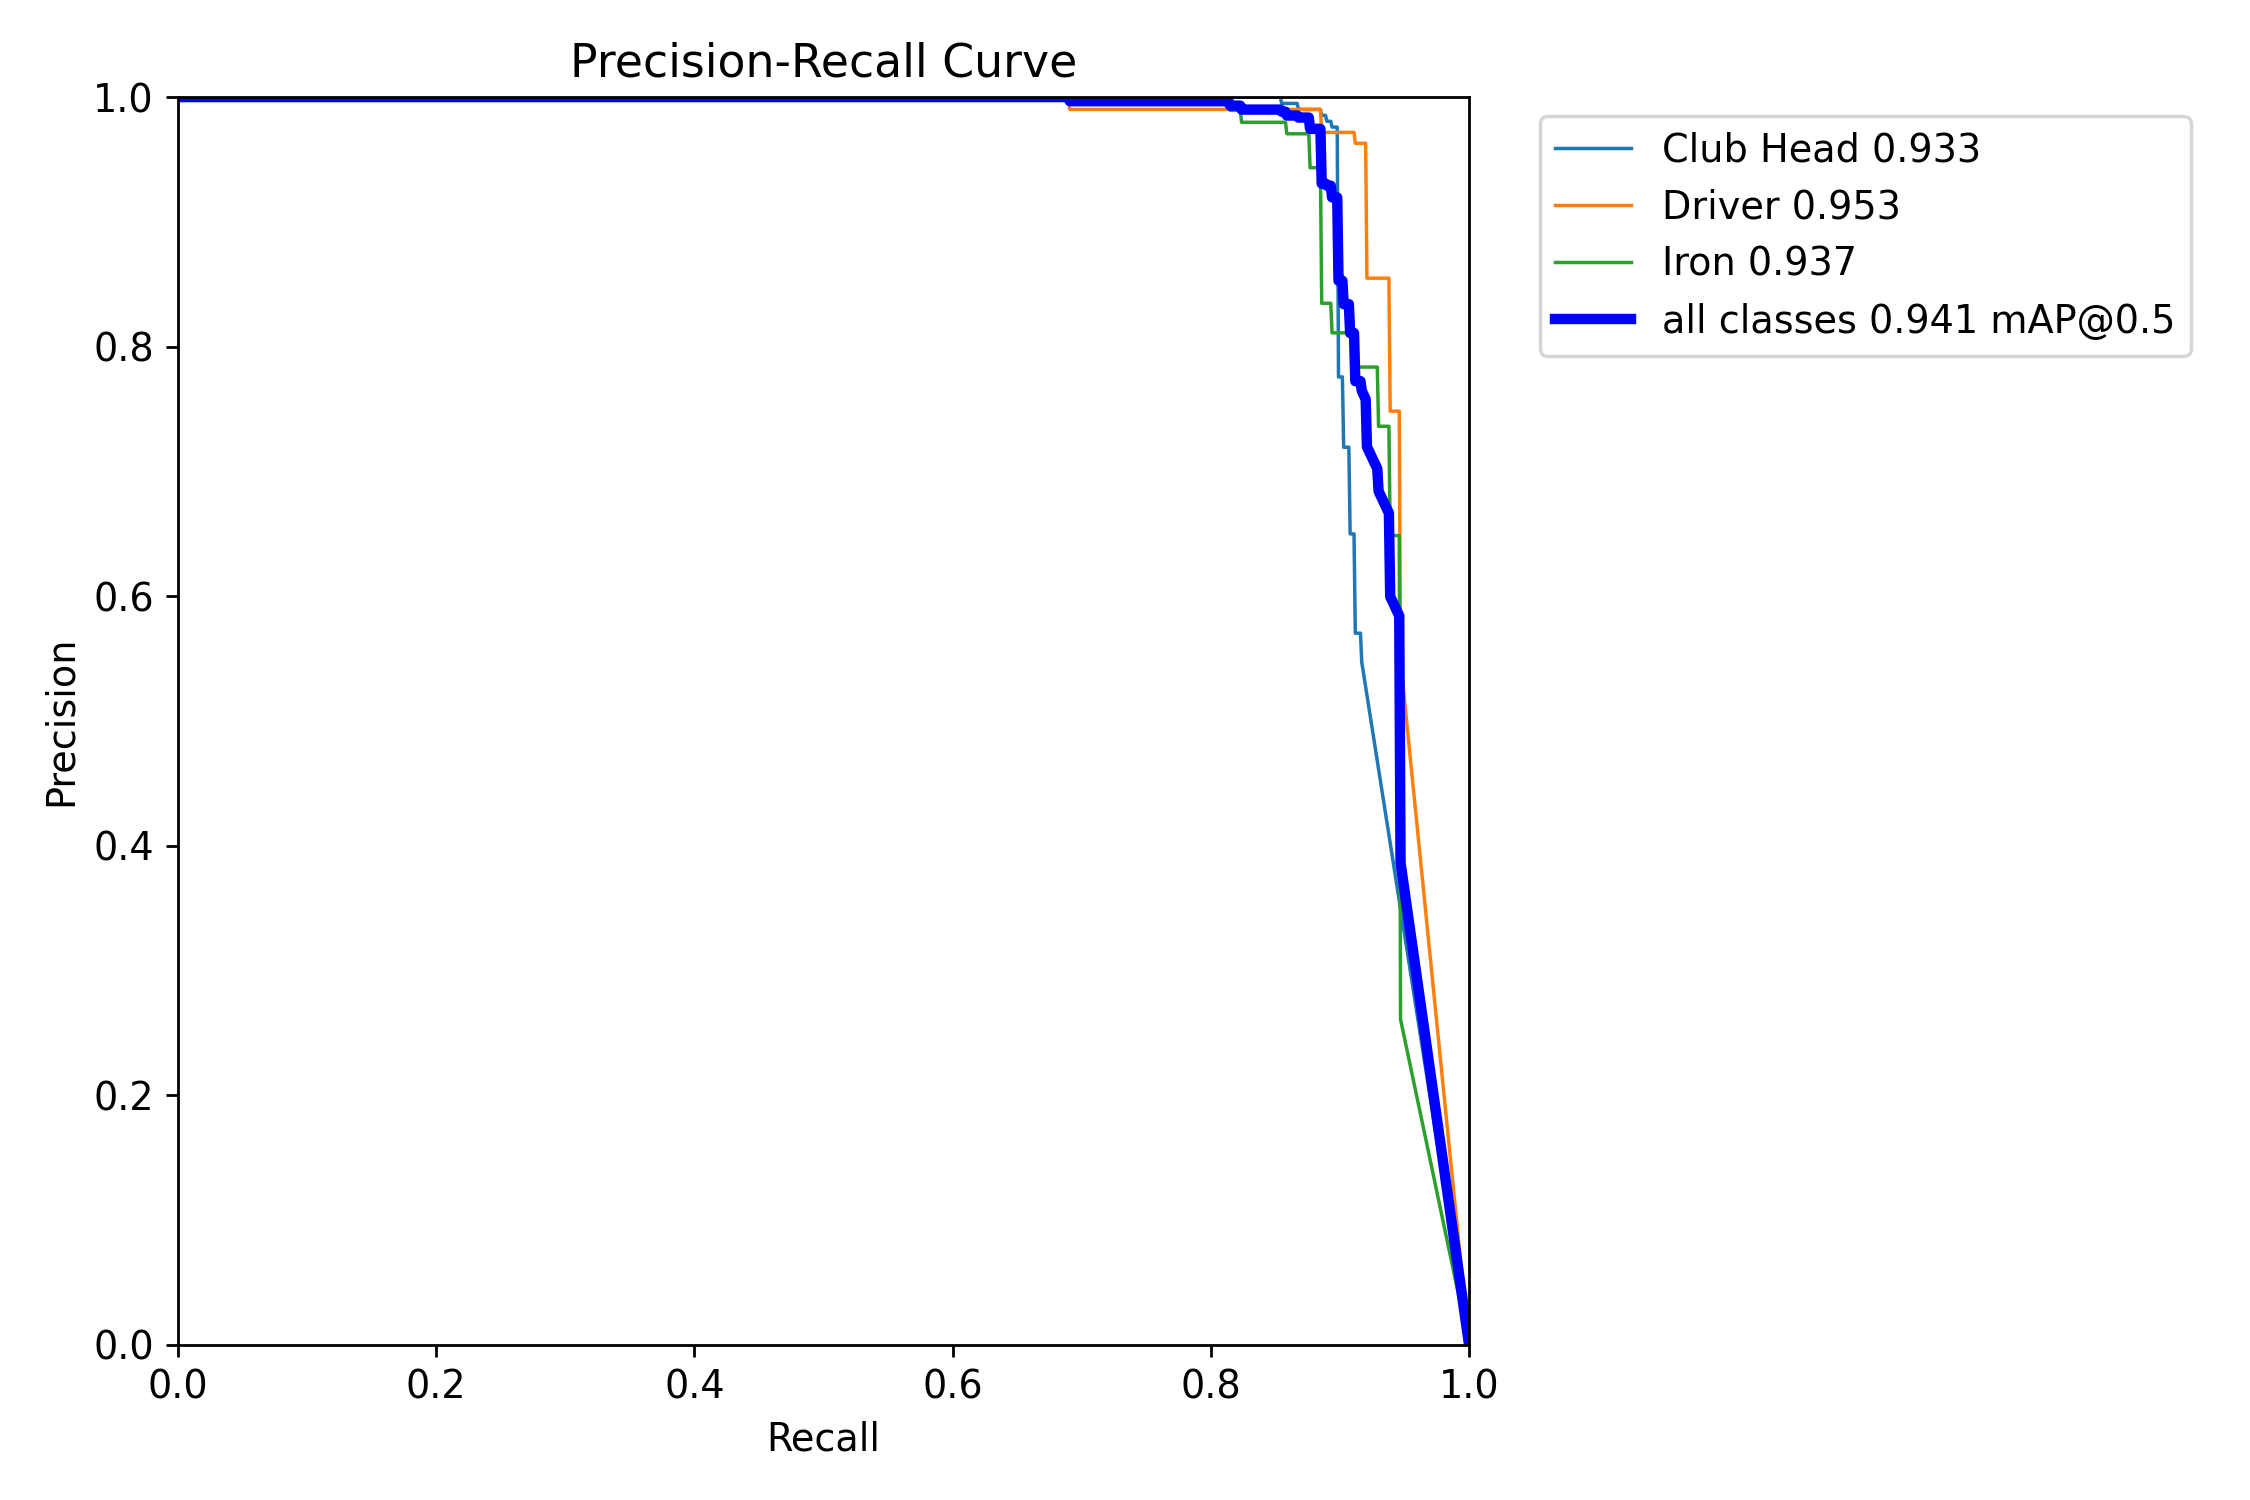 Precision-Recall Curve
1.0
0.8
0.6
0.4
0.2
0.0
Precision
0.0 0.2 0.4 0.6 0.8 1.0
Recall
Club Head 0.933
Driver 0.953
Iron 0.937
all classes 0.941 mAP@0.5